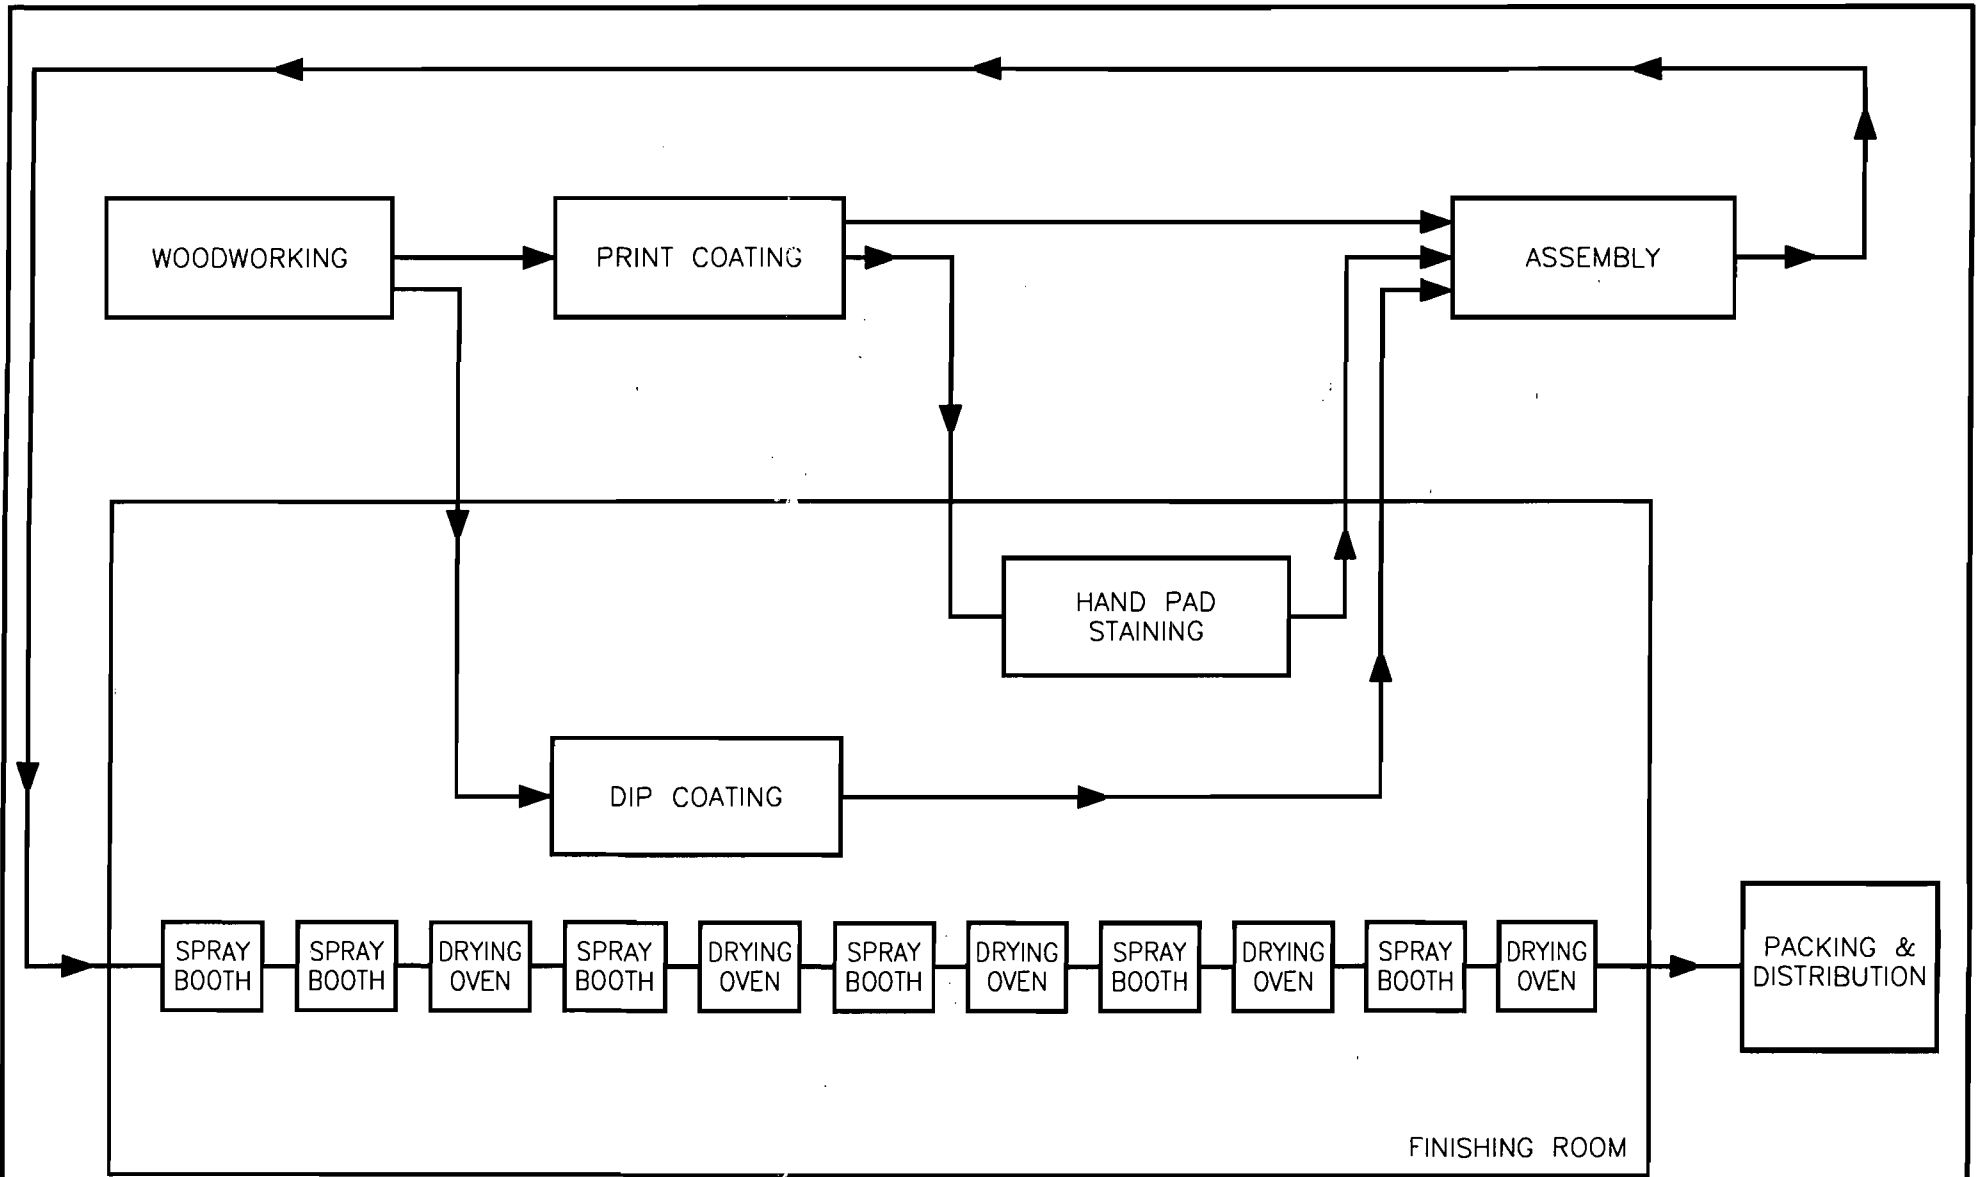 WOODWORKING
PRINT COATING
ASSEMBLY
HAND PAD
STAINING
DIP COATING
SPRAY
BOOTH
SPRAY
BOOTH
DRYING
OVEN
SPRAY
BOOTH
DRYING
OVEN
SPRAY
BOOTH
DRYING
OVEN
SPRAY
BOOTH
DRYING
OVEN
SPRAY
BOOTH
DRYING
OVEN
PACKING &
DISTRIBUTION
FINISHING ROOM